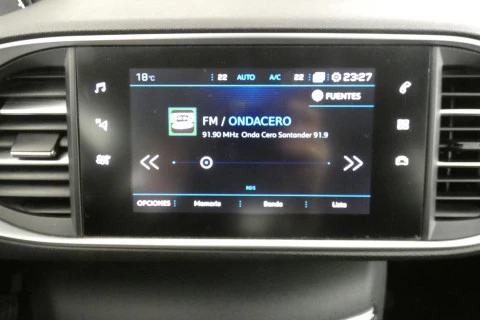 18°C 22 AUTO A/C 22 23:27
FUENTES
FM / ONDACERO
91.90 MHz Onda Cero Santander 91.9
RDS
OPCIONES Memoria Banda Lista